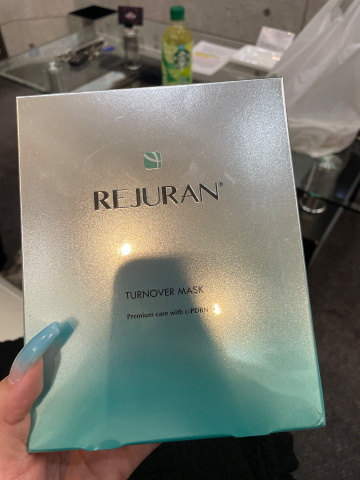 REJURAN®
TURNOVER MASK
Premium care with c-PDRN